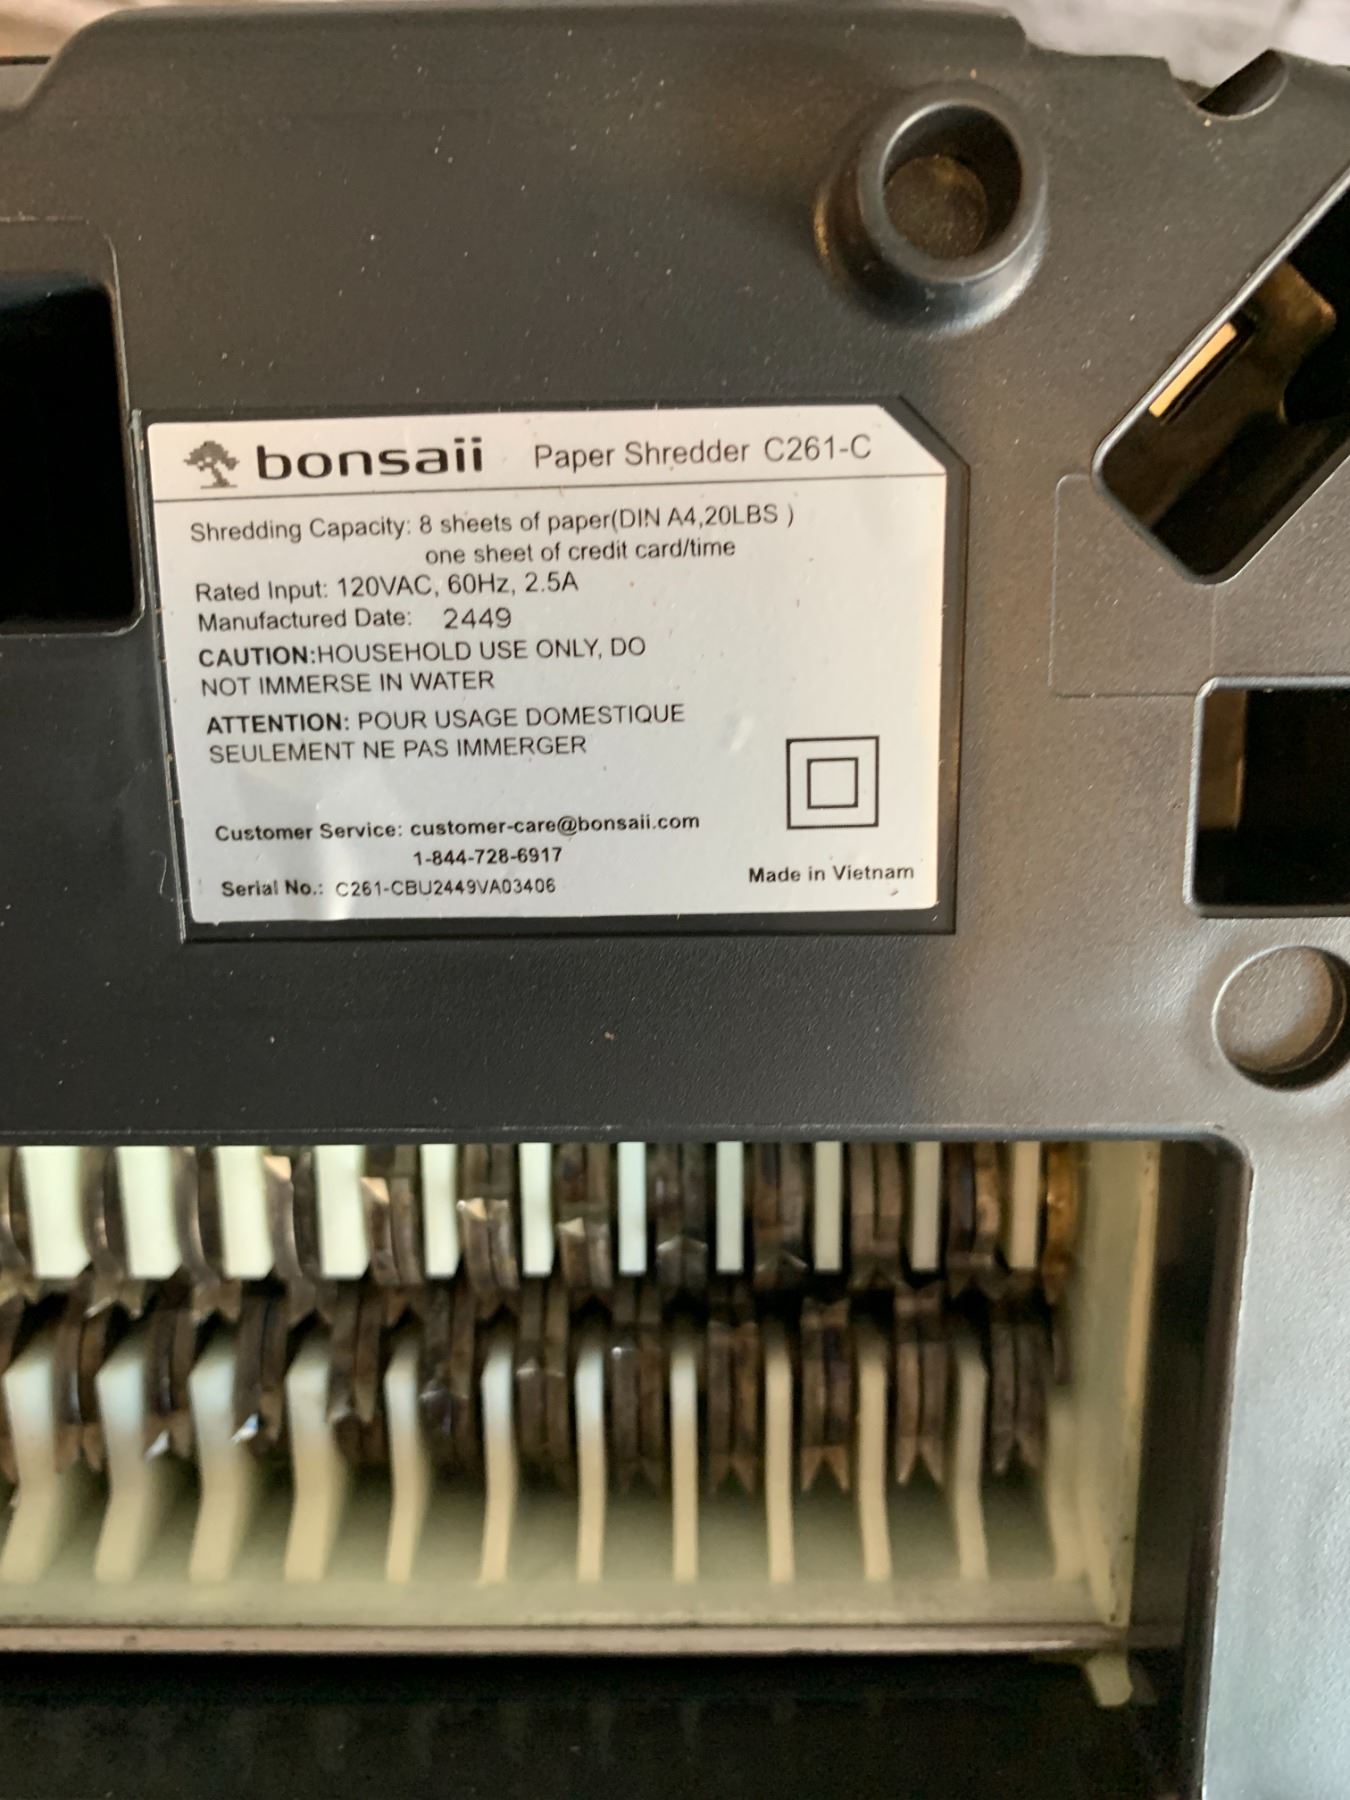 bonsaii Paper Shredder C261-C
Shredding Capacity: 8 sheets of paper(DIN A4,20LBS )
one sheet of credit card/time
Rated Input: 120VAC, 60Hz, 2.5A
Manufactured Date: 2449
CAUTION:HOUSEHOLD USE ONLY, DO
NOT IMMERSE IN WATER
ATTENTION: POUR USAGE DOMESTIQUE
SEULEMENT NE PAS IMMERGER
Customer Service: customer-care@bonsaii.com
1-844-728-6917
Serial No.: C261-CBU2449VA03406
Made in Vietnam